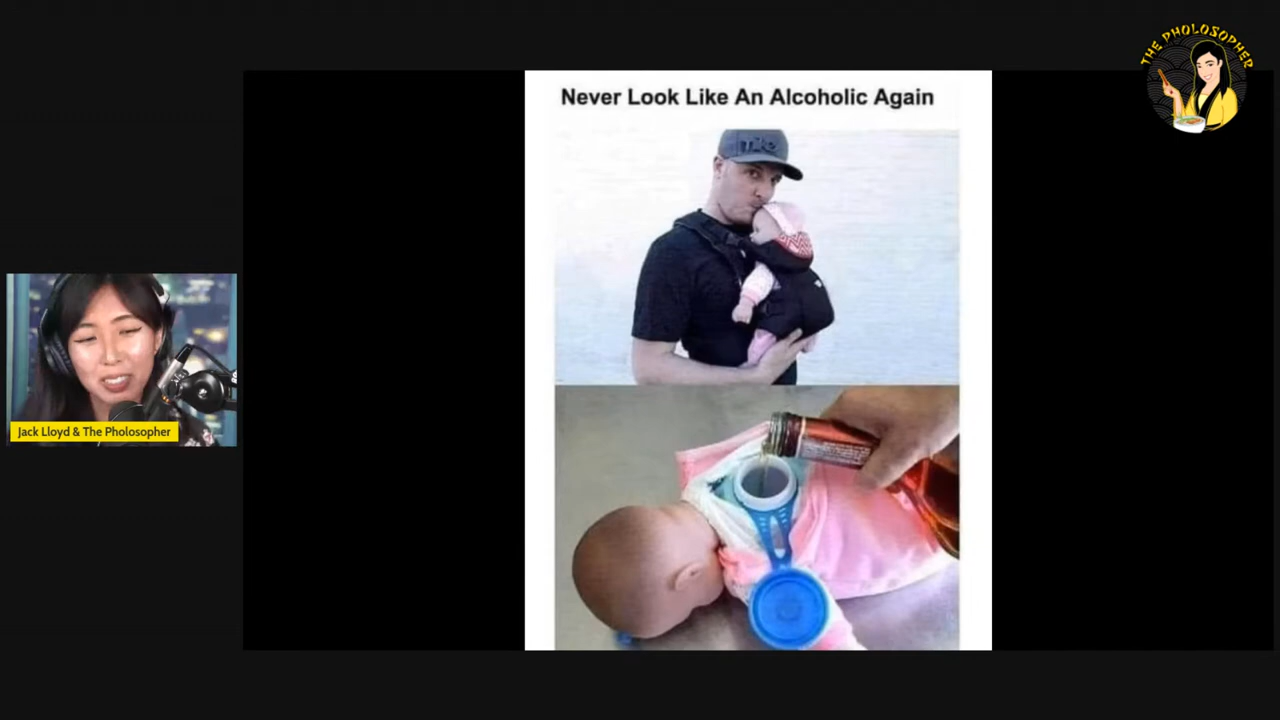 THE PHOLOSOPHER
Never Look Like An Alcoholic Again
Jack Lloyd & The Pholosopher